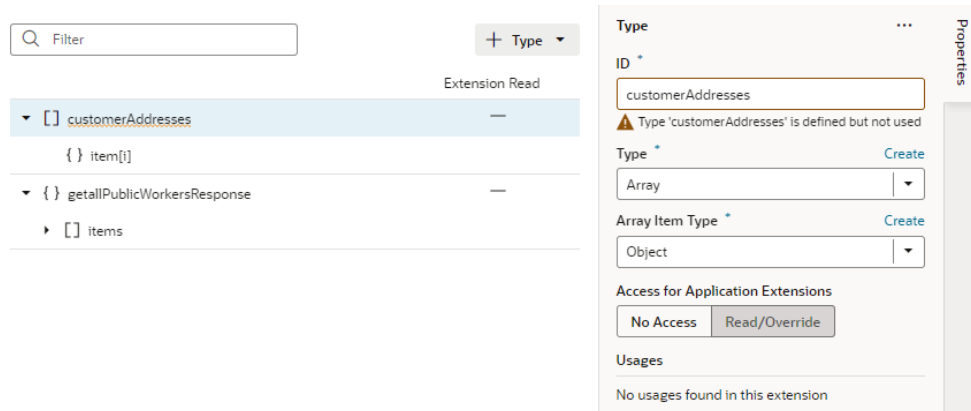 Filter
+ Type
Extension Read
[] customerAddresses
{ } item[i]
{ } getallPublicWorkersResponse
[] items
Type
ID *
customerAddresses
Type 'customerAddresses' is defined but not used
Type *
Create
Array
Array Item Type *
Create
Object
Access for Application Extensions
No Access
Read/Override
Usages
No usages found in this extension
Properties